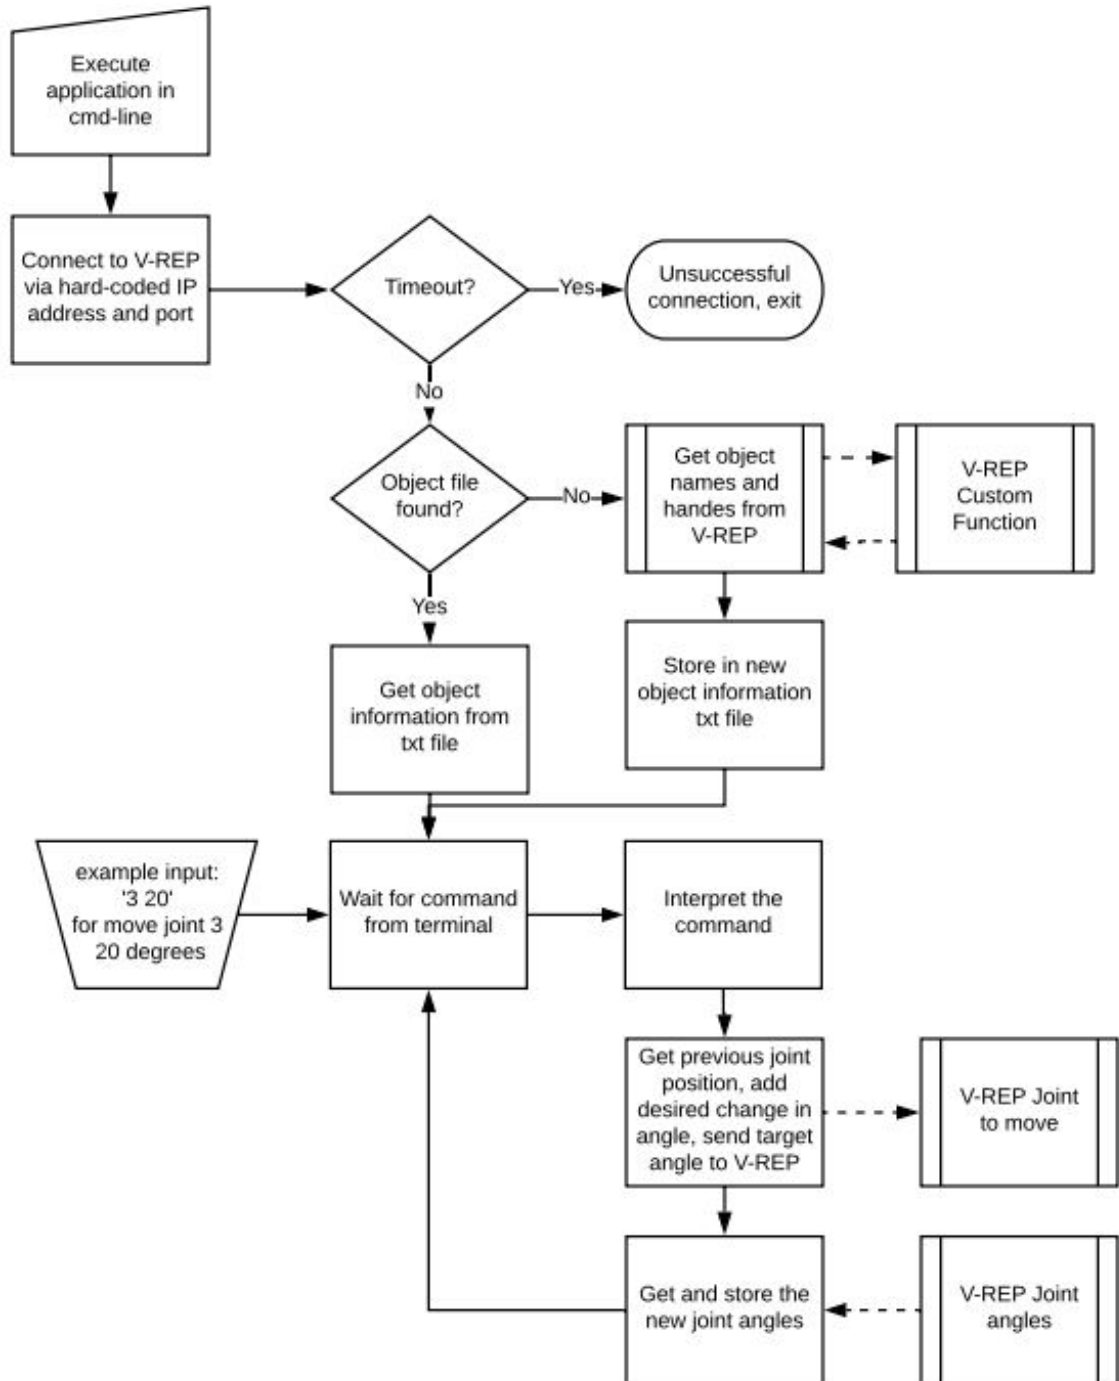 Execute
application in
cmd-line
Connect to V-REP
via hard-coded IP
address and port
Timeout?
Yes
Unsuccessful
connection, exit
No
Object file
found?
No
Get object
names and
handes from
V-REP
V-REP
Custom
Function
Yes
Get object
information from
txt file
Store in new
object information
txt file
example input:
'3 20'
for move joint 3
20 degrees
Wait for command
from terminal
Interpret the
command
Get previous joint
position, add
desired change in
angle, send target
angle to V-REP
V-REP Joint
to move
Get and store the
new joint angles
V-REP Joint
angles